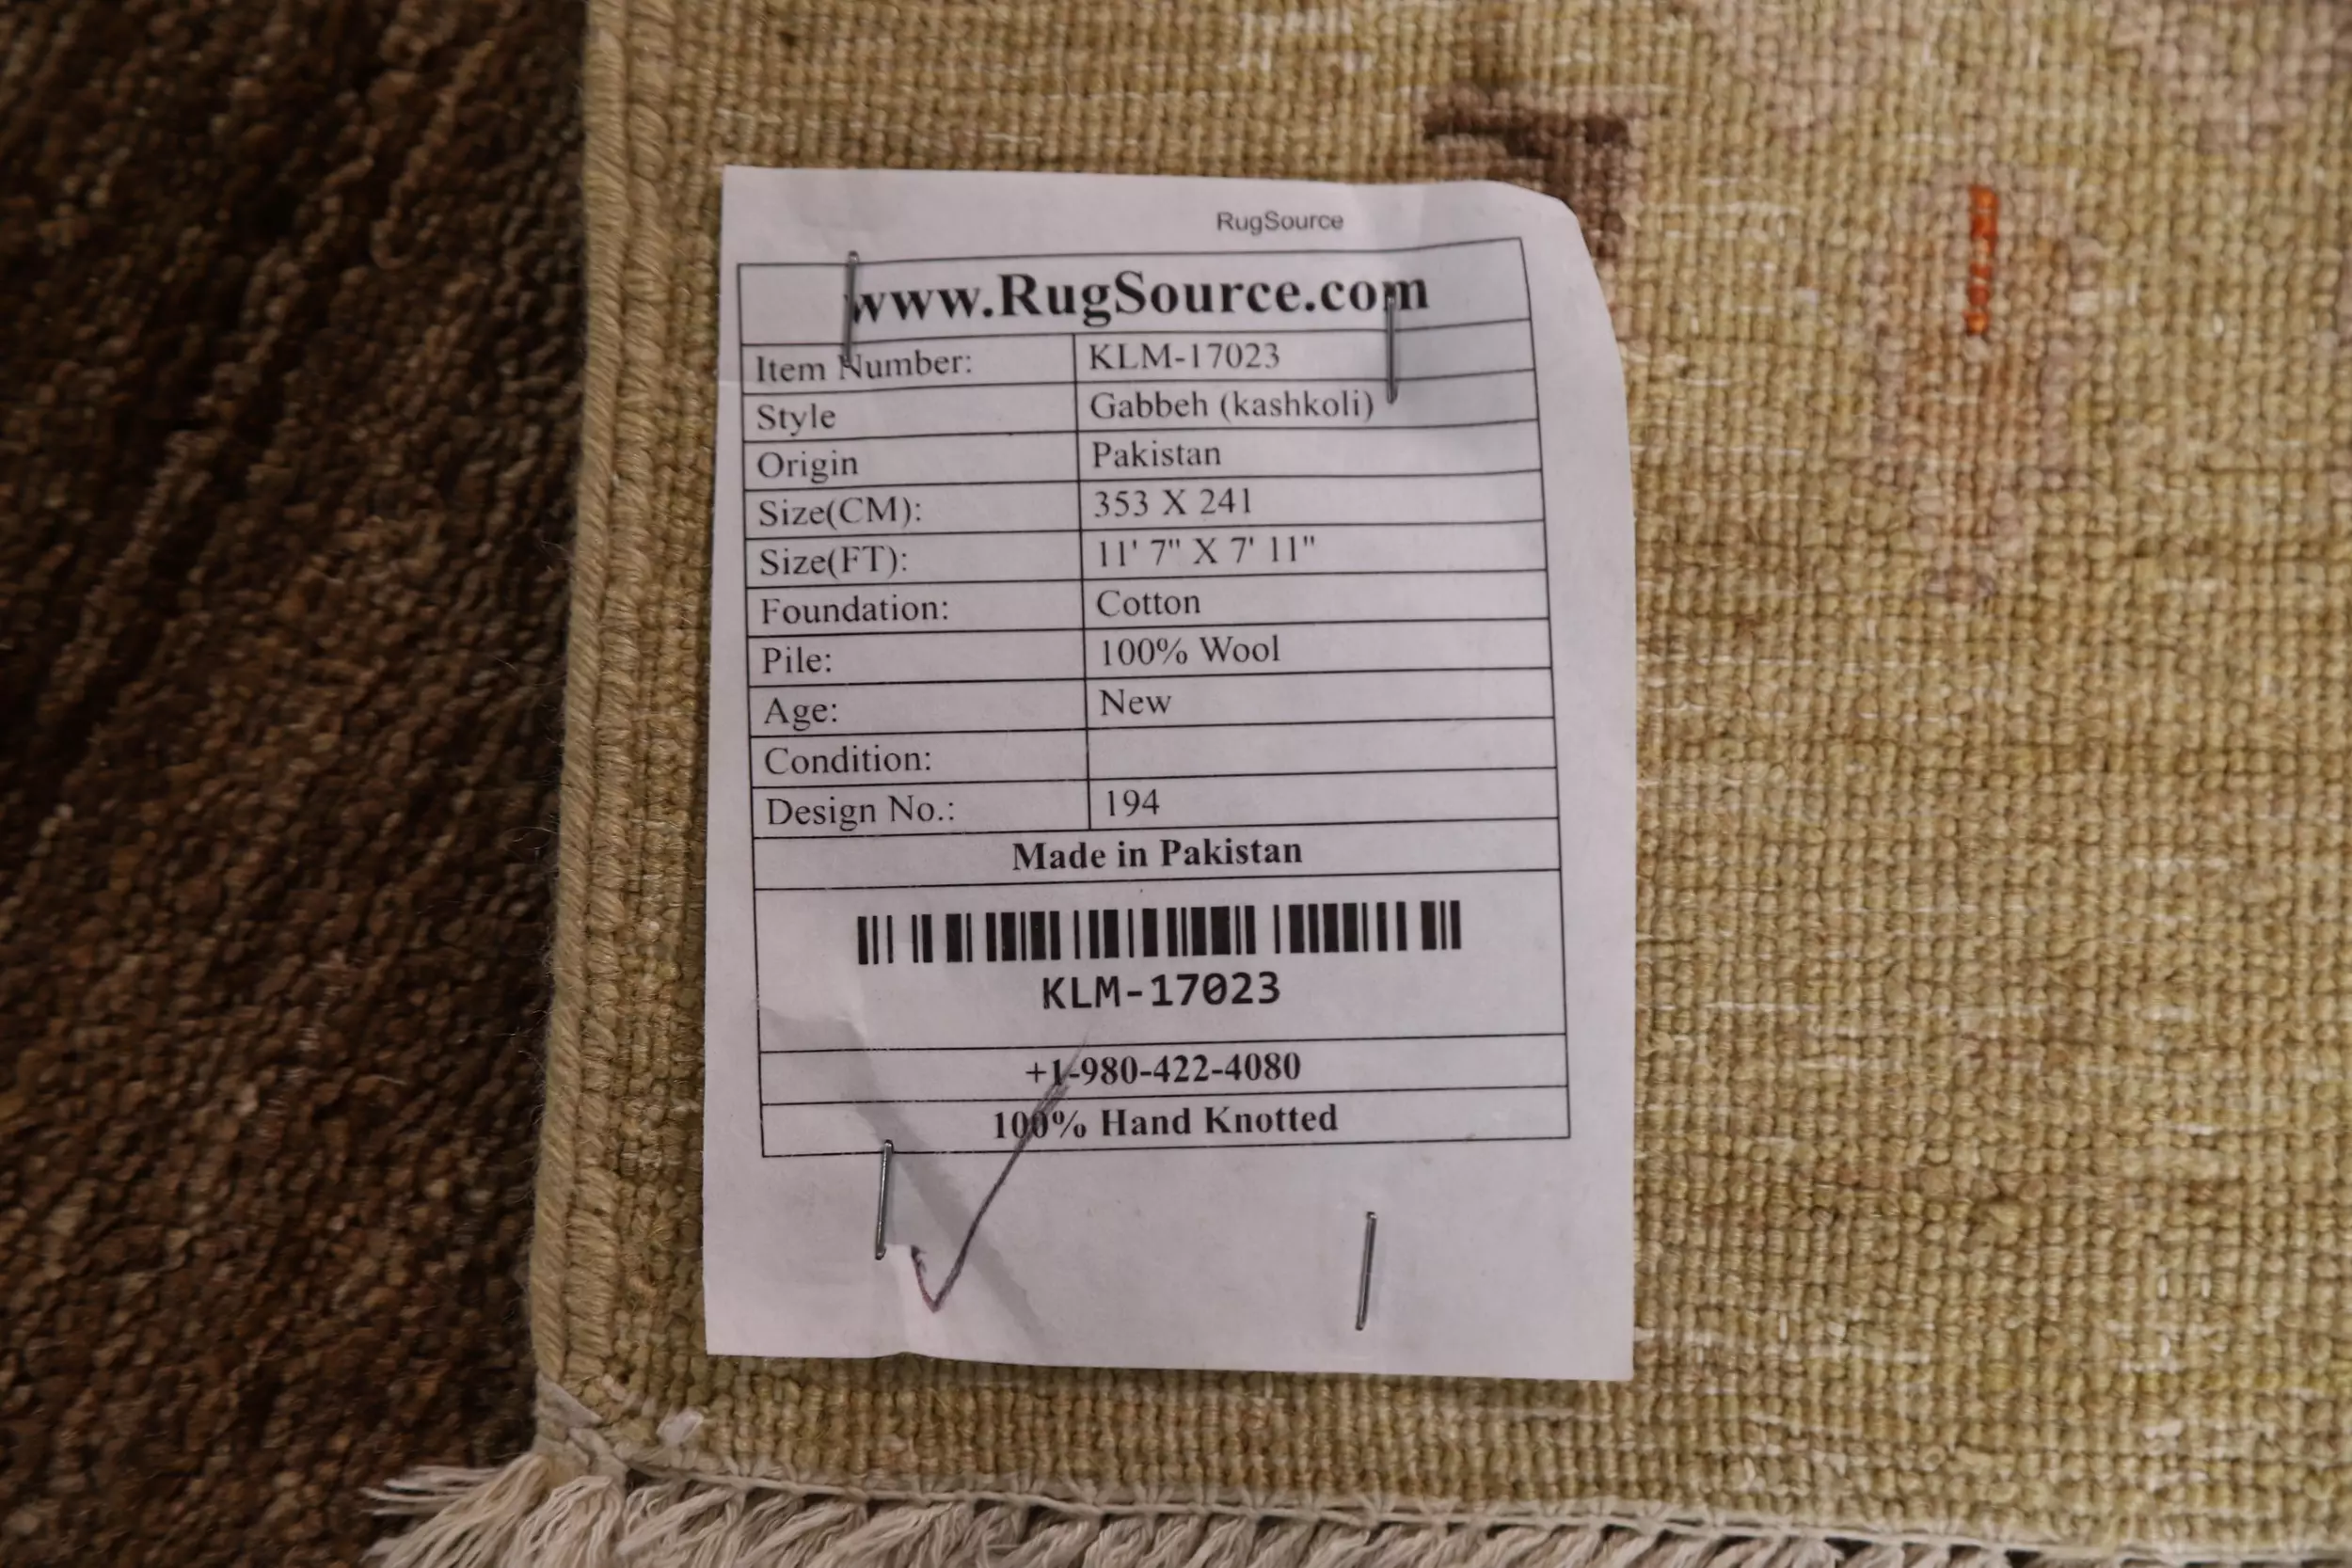 RugSource
www.RugSource.com
Item Number: KLM-17023
Style Gabbeh (kashkoli)
Origin Pakistan
Size(CM): 353 X 241
Size(FT): 11' 7" X 7' 11"
Foundation: Cotton
Pile: 100% Wool
Age: New
Condition:
Design No.: 194
Made in Pakistan
KLM-17023
+1-980-422-4080
100% Hand Knotted